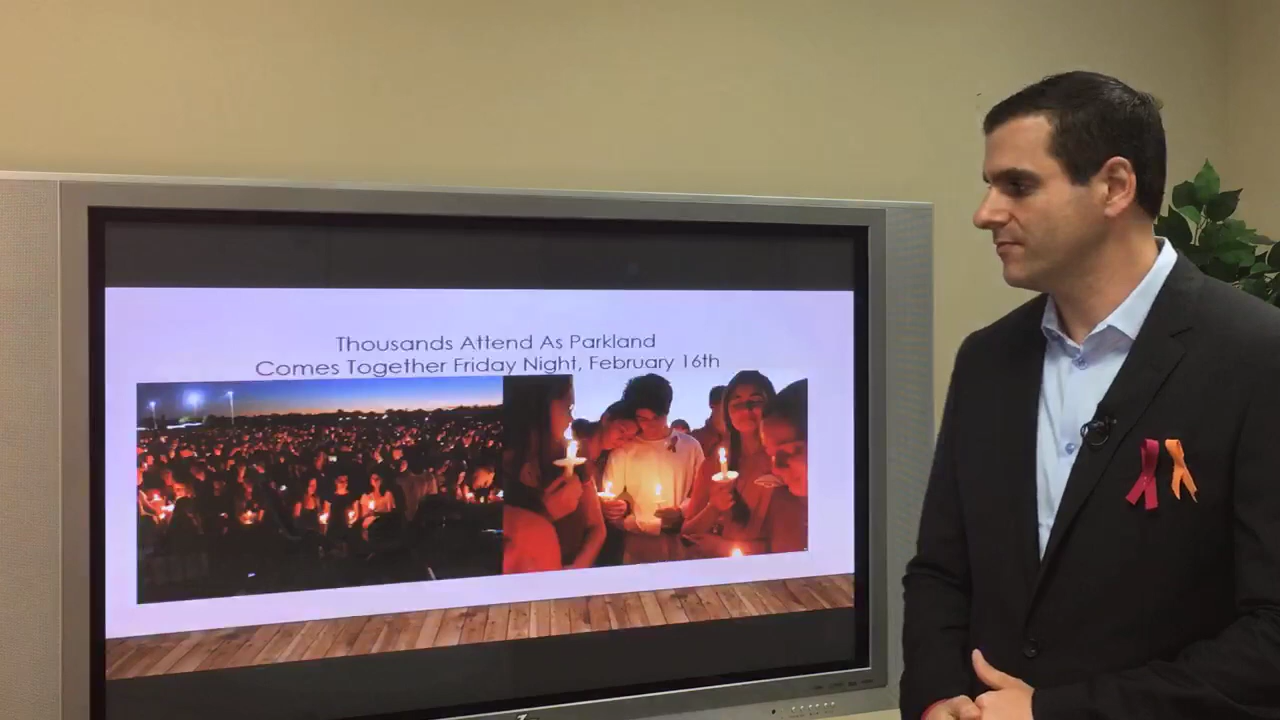 Thousands Attend As Parkland
Comes Together Friday Night, February 16th